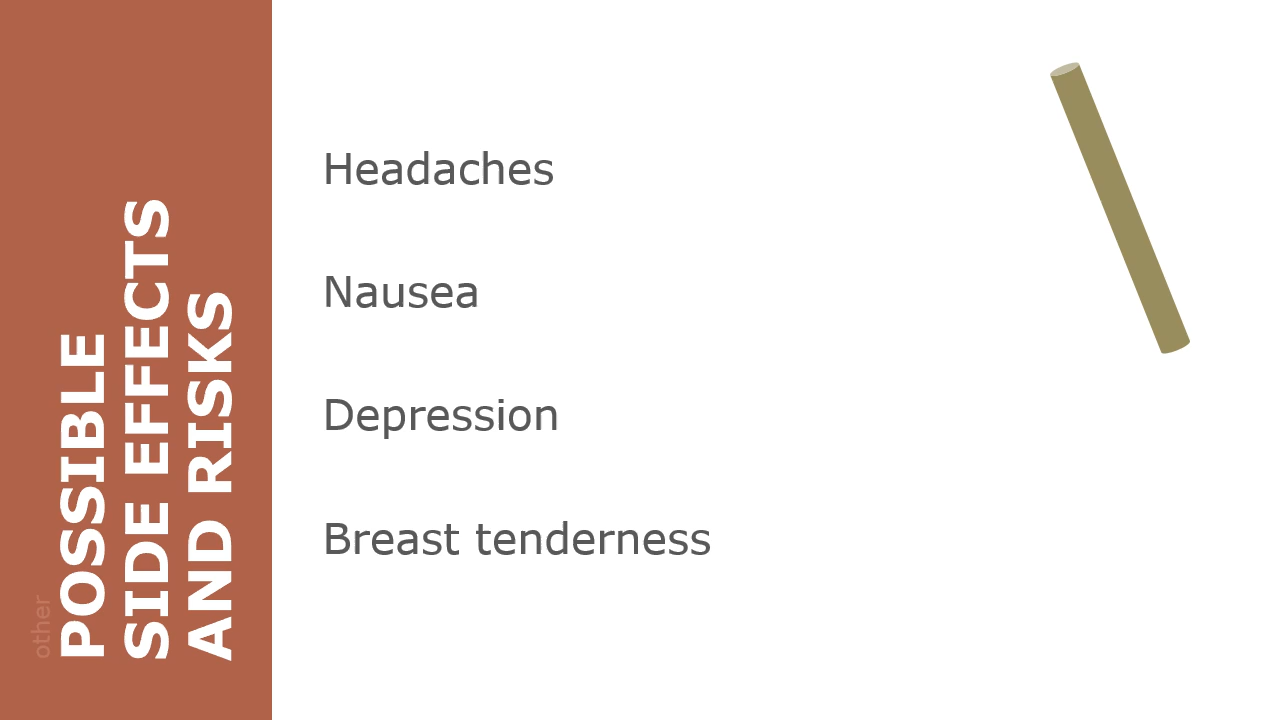 other
POSSIBLE
SIDE EFFECTS
AND RISKS
Headaches
Nausea
Depression
Breast tenderness